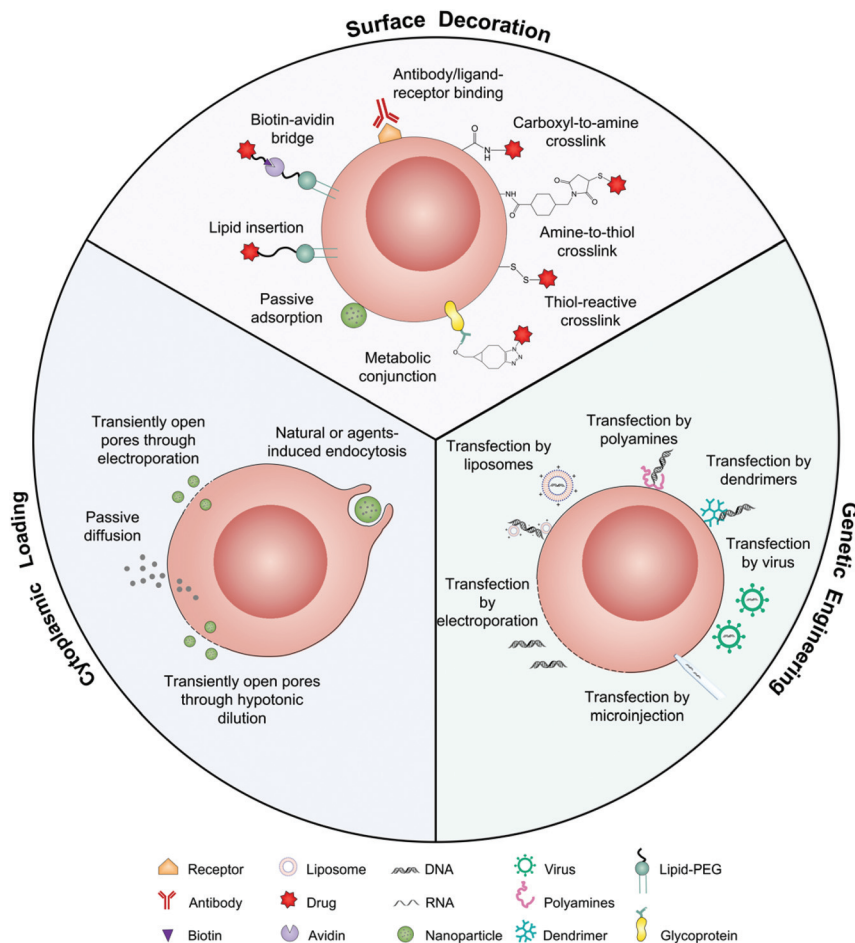 Surface Decoration
Antibody/ligand-
receptor binding
Biotin-avidin
bridge
Carboxyl-to-amine
crosslink
O
N
H
NH
O
O
N
O
S
Amine-to-thiol
crosslink
Lipid insertion
S
S
Thiol-reactive
crosslink
Passive
adsorption
Metabolic
conjunction
O
N
N
N
Cytoplasmic Loading
Transiently open
pores through
electroporation
Natural or agents-
induced endocytosis
Passive
diffusion
Transiently open pores
through hypotonic
dilution
Genetic Engineering
Transfection by
liposomes
Transfection by
polyamines
Transfection by
dendrimers
Transfection
by virus
Transfection
by
electroporation
Transfection by
microinjection
Receptor
Liposome
DNA
Virus
Lipid-PEG
Antibody
Drug
RNA
Polyamines
Biotin
Avidin
Nanoparticle
Dendrimer
Glycoprotein